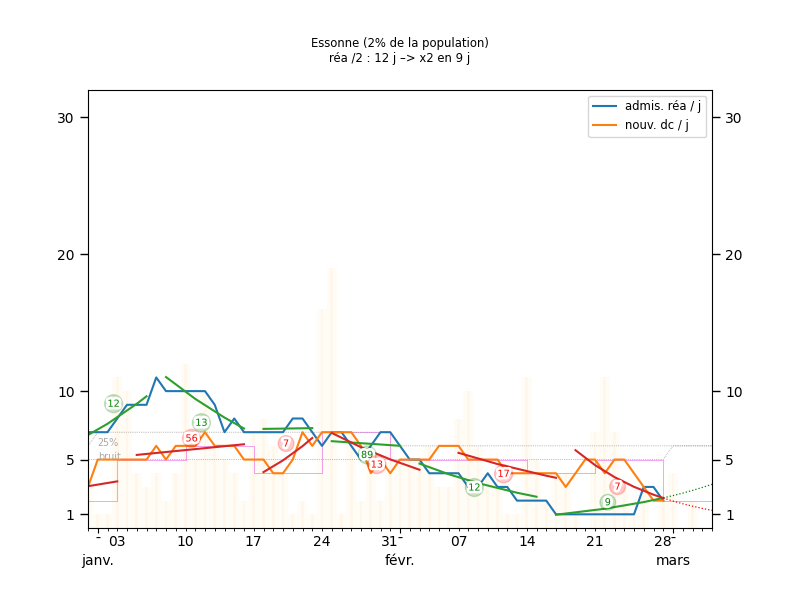 Essonne (2% de la population)
réa /2 : 12 j –> x2 en 9 j
admis. réa / j
nouv. dc / j
30 30
20 20
10 10
5 5
1 1
25%
bruit
12
13
56
7
89
13
12
17
9
7
03 10 17 24 31 07 14 21 28
janv. févr. mars